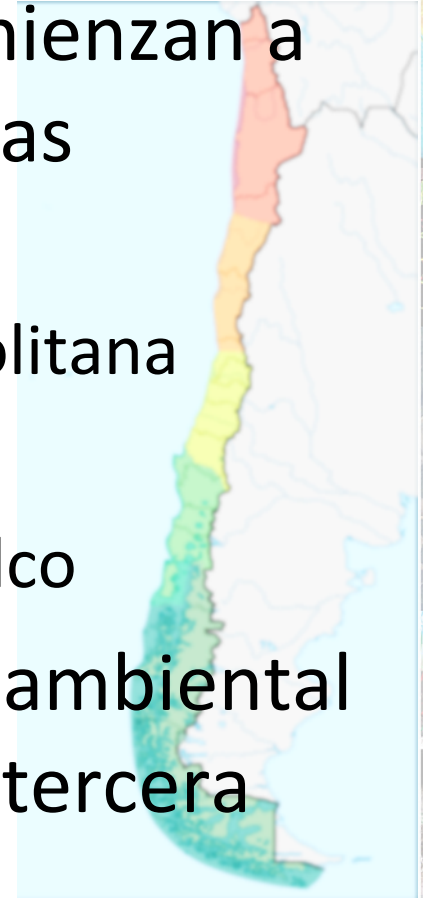 mienzan a
as
olitana
lco
ambiental
tercera